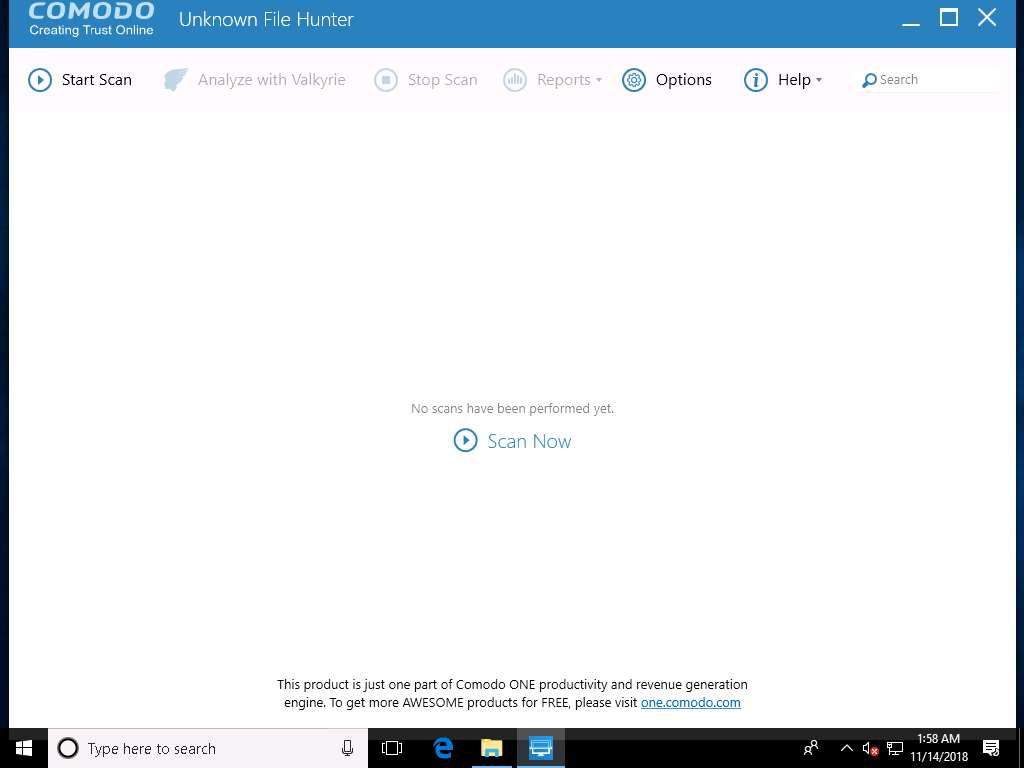 COMODO
Creating Trust Online
Unknown File Hunter
Start Scan
Analyze with Valkyrie
Stop Scan
Reports
Options
Help
Search
No scans have been performed yet.
Scan Now
This product is just one part of Comodo ONE productivity and revenue generation
engine. To get more AWESOME products for FREE, please visit one.comodo.com
Type here to search
1:58 AM
11/14/2018